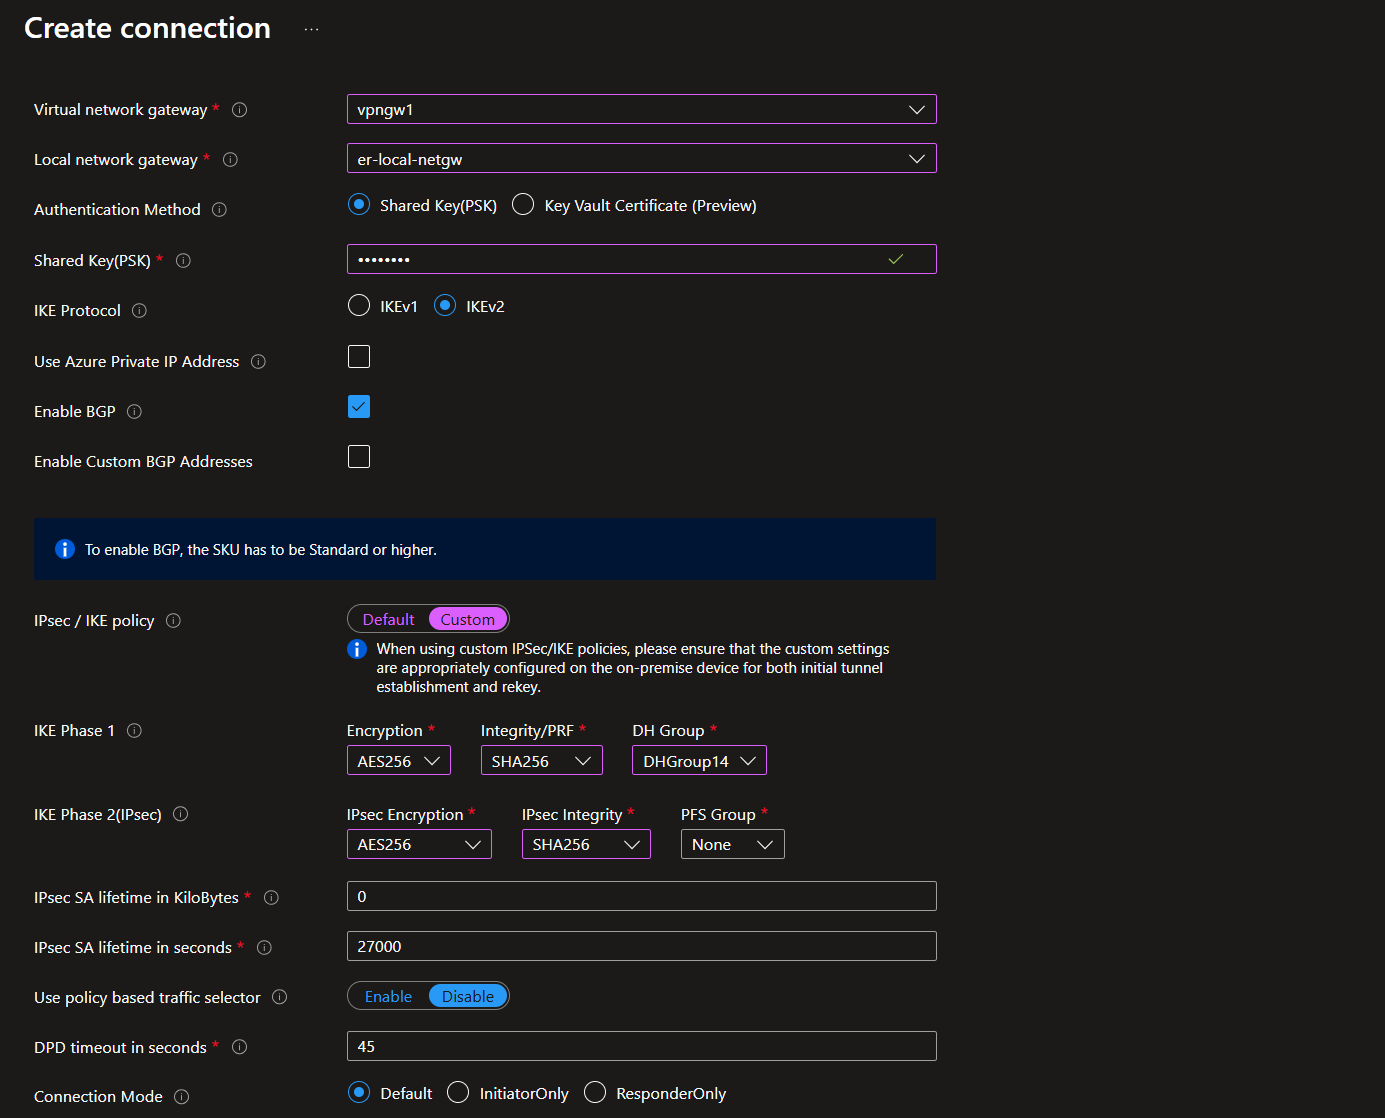 Create connection ...
Virtual network gateway * vpngw1
Local network gateway * er-local-netgw
Authentication Method Shared Key(PSK) Key Vault Certificate (Preview)
Shared Key(PSK) * ••••••••
IKE Protocol IKEv1 IKEv2
Use Azure Private IP Address
Enable BGP
Enable Custom BGP Addresses
To enable BGP, the SKU has to be Standard or higher.
IPsec / IKE policy Default Custom
When using custom IPSec/IKE policies, please ensure that the custom settings
are appropriately configured on the on-premise device for both initial tunnel
establishment and rekey.
IKE Phase 1 Encryption * Integrity/PRF * DH Group *
AES256 SHA256 DHGroup14
IKE Phase 2(IPsec) IPsec Encryption * IPsec Integrity * PFS Group *
AES256 SHA256 None
IPsec SA lifetime in KiloBytes * 0
IPsec SA lifetime in seconds * 27000
Use policy based traffic selector Enable Disable
DPD timeout in seconds * 45
Connection Mode Default InitiatorOnly ResponderOnly